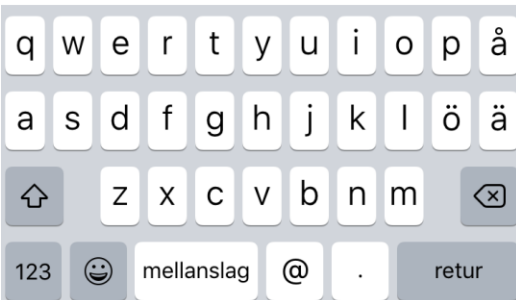 q w e r t y u i o p å
a s d f g h j k l ö ä
z x c v b n m
123 mellanslag @ . retur